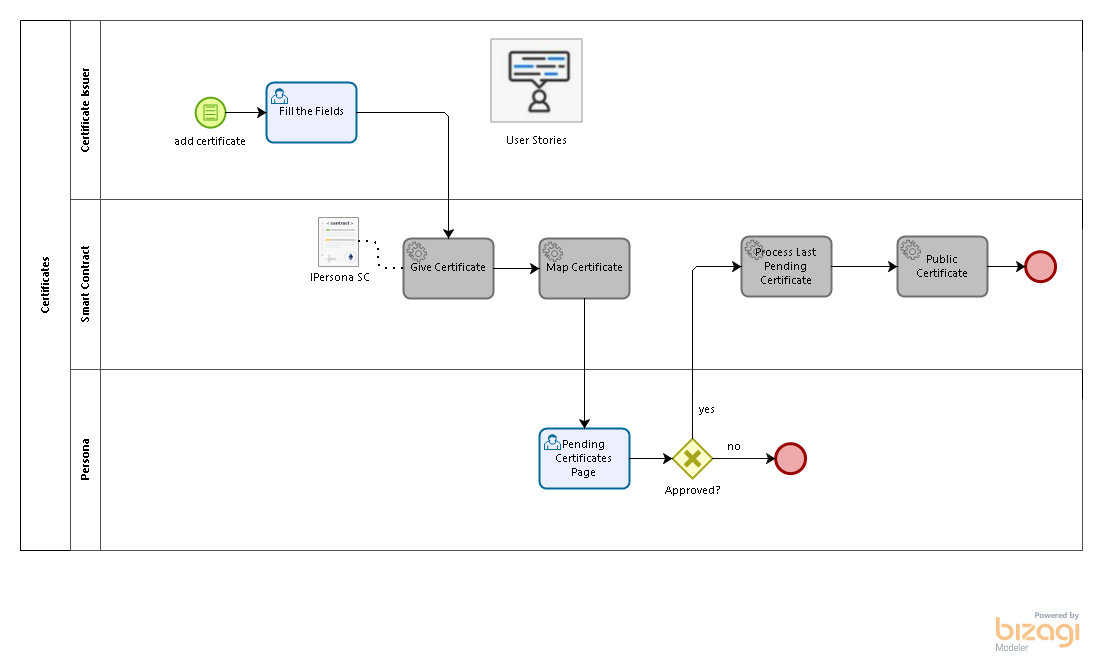 Certificates
Certificate Issuer
add certificate
Fill the Fields
User Stories
Smart Contract
< contract >
IPersona SC
Give Certificate
Map Certificate
Process Last
Pending
Certificate
Public
Certificate
Persona
Pending
Certificates
Page
Approved?
yes
no
Powered by
bizagi
Modeler